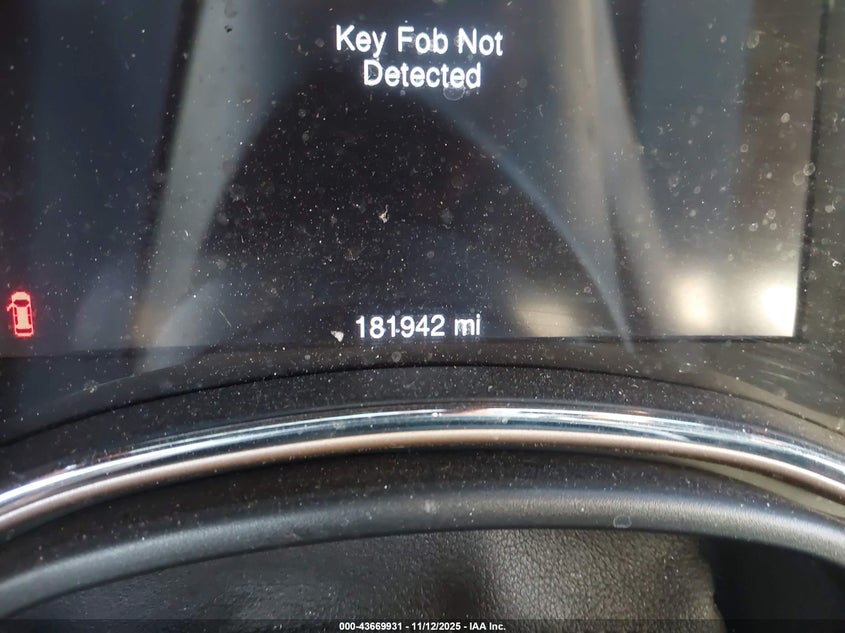 Key Fob Not
Detected
181942 mi
000-43669931 - 11/12/2025 - IAA Inc.